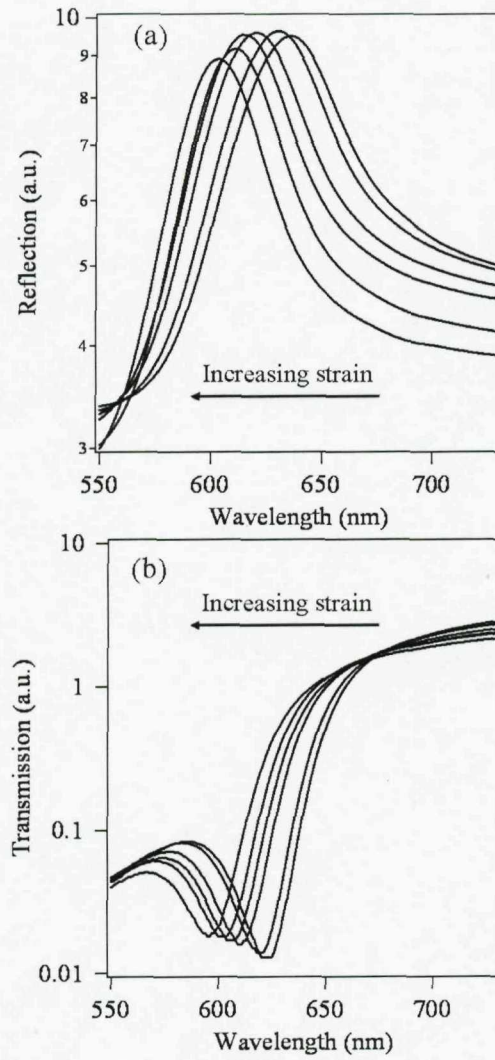 (a)
10
9
8
7
6
5
4
3
Reflection (a.u.)
Increasing strain
550 600 650 700
Wavelength (nm)
(b)
10
1
0.1
0.01
Transmission (a.u.)
Increasing strain
550 600 650 700
Wavelength (nm)